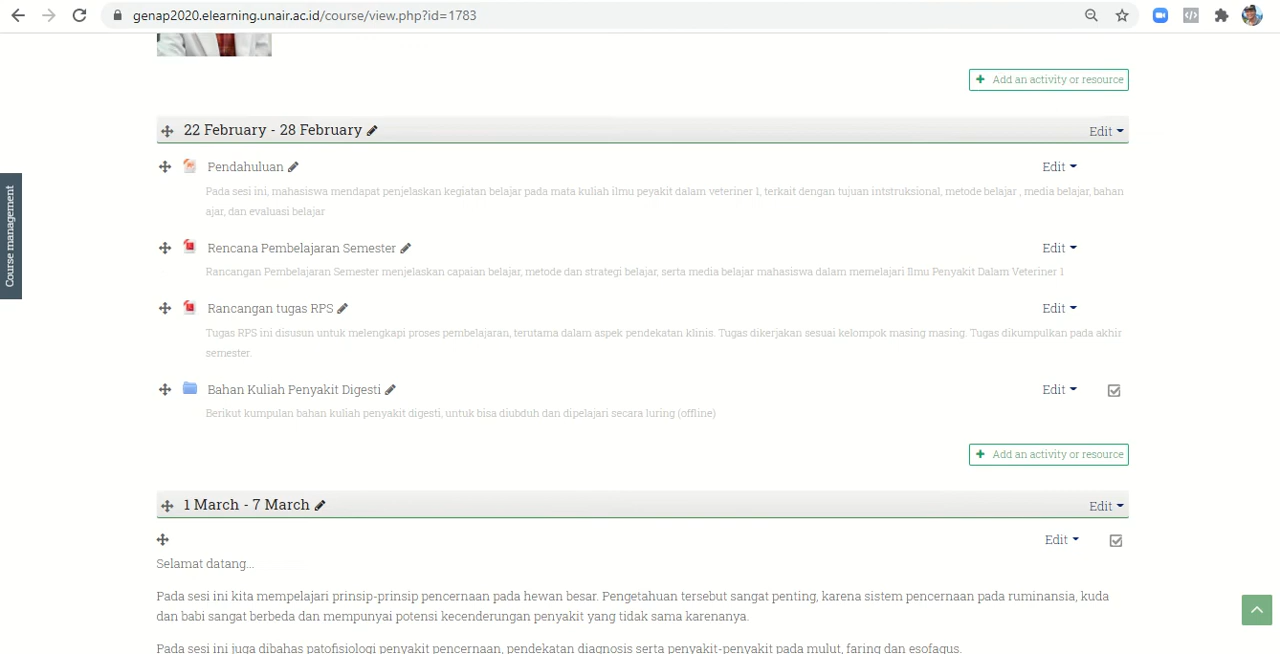 genap2020.elearning.unair.ac.id/course/view.php?id=1783
+ Add an activity or resource
22 February - 28 February
Edit
Pendahuluan
Edit
Pada sesi ini, mahasiswa mendapat penjelaskan kegiatan belajar pada mata kuliah ilmu peyakit dalam veteriner 1, terkait dengan tujuan intstruksional, metode belajar , media belajar, bahan
ajar, dan evaluasi belajar
Rencana Pembelajaran Semester
Edit
Rancangan Pembelajaran Semester menjelaskan capaian belajar, metode dan strategi belajar, serta media belajar mahasiswa dalam memelajari Ilmu Penyakit Dalam Veteriner 1
Course management
Rancangan tugas RPS
Edit
Tugas RPS ini disusun untuk melengkapi proses pembelajaran, terutama dalam aspek pendekatan klinis. Tugas dikerjakan sesuai kelompok masing masing. Tugas dikumpulkan pada akhir
semester.
Bahan Kuliah Penyakit Digesti
Edit
Berikut kumpulan bahan kuliah penyakit digesti, untuk bisa diubduh dan dipelajari secara luring (offline)
+ Add an activity or resource
1 March - 7 March
Edit
Edit
Selamat datang...
Pada sesi ini kita mempelajari prinsip-prinsip pencernaan pada hewan besar. Pengetahuan tersebut sangat penting, karena sistem pencernaan pada ruminansia, kuda
dan babi sangat berbeda dan mempunyai potensi kecenderungan penyakit yang tidak sama karenanya.
Pada sesi ini juga dibahas patofisiologi penyakit pencernaan, pendekatan diagnosis serta penyakit-penyakit pada mulut, faring dan esofagus.